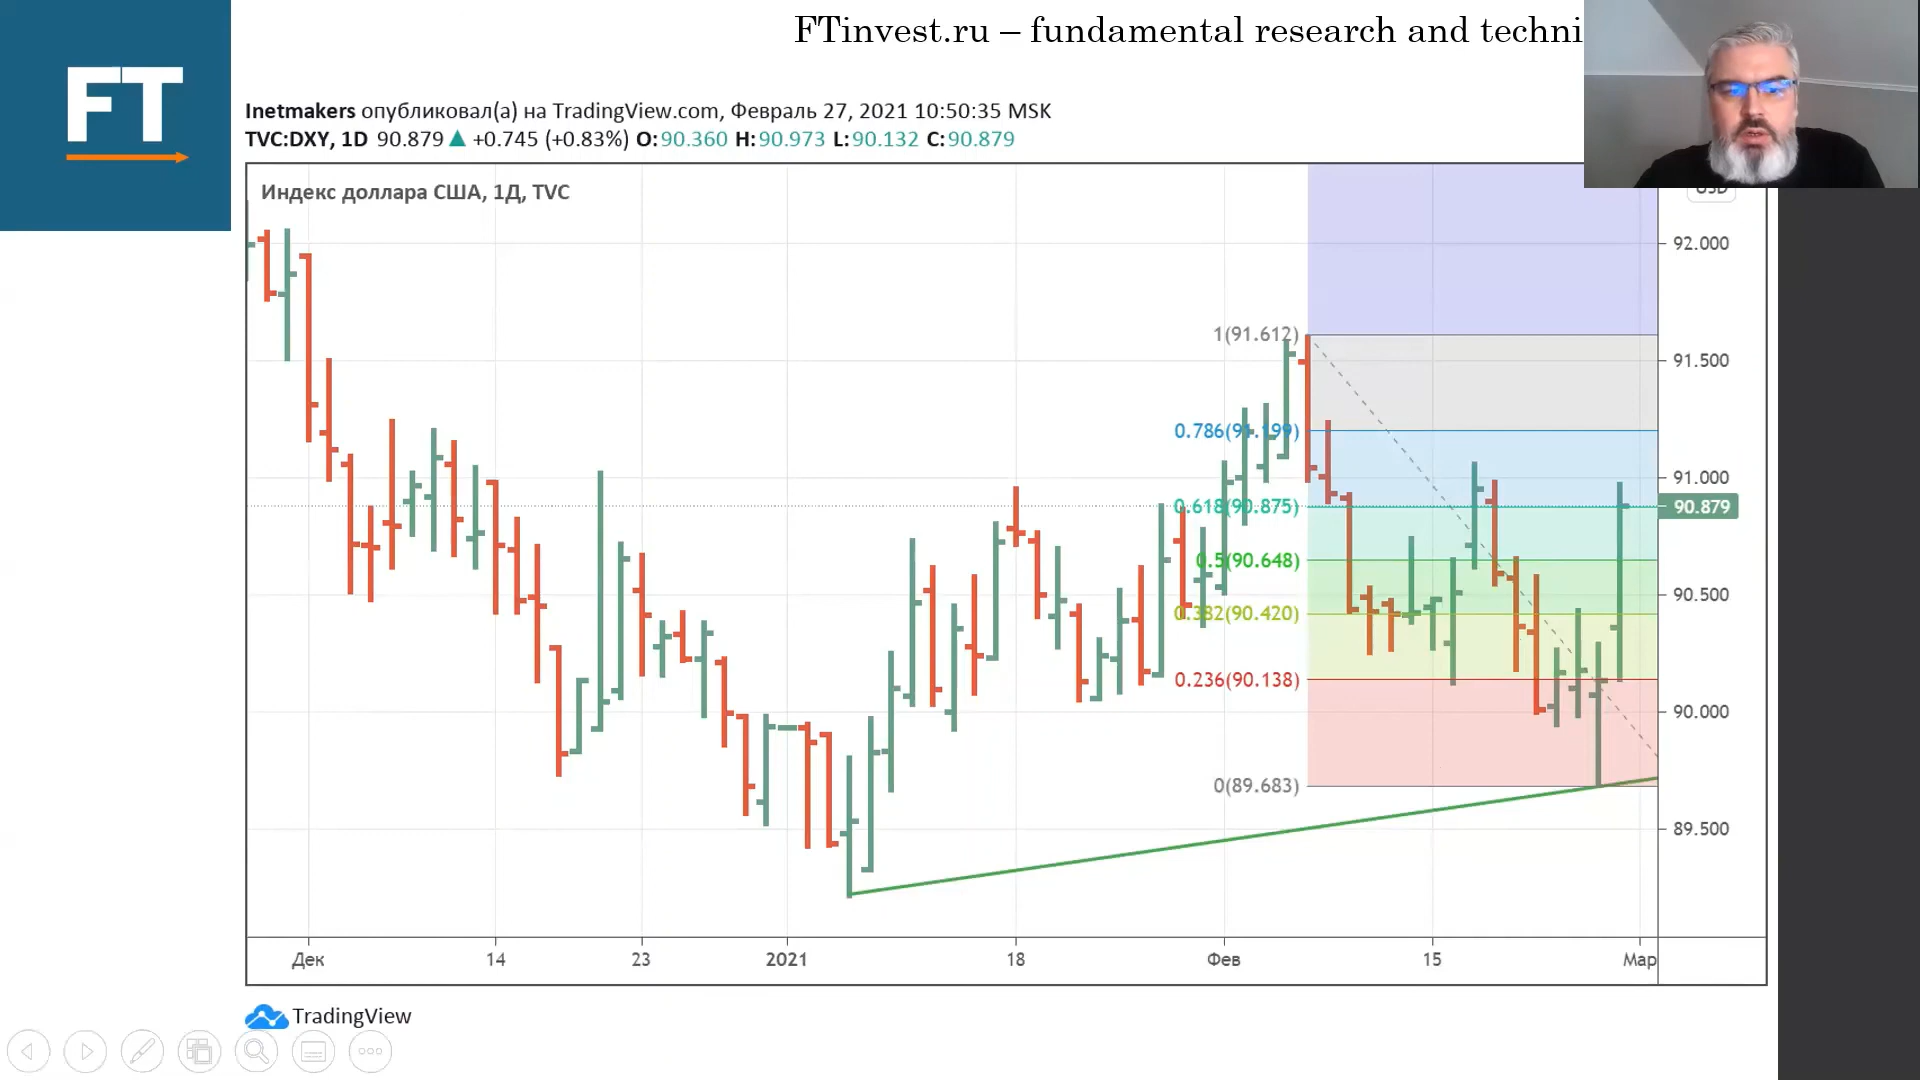 FT
FTinvest.ru – fundamental research and techni
Inetmakers опубликовал(а) на TradingView.com, Февраль 27, 2021 10:50:35 MSK
TVC:DXY, 1D 90.879 ▲ +0.745 (+0.83%) O:90.360 H:90.973 L:90.132 C:90.879
Индекс доллара США, 1Д, TVC
USD
92.000
1(91.612)
91.500
0.786(91.199)
91.000
0.618(90.875)
90.879
0.5(90.648)
90.500
0.382(90.420)
0.236(90.138)
90.000
0(89.683)
89.500
Дек 14 23 2021 18 Фев 15 Мар
TradingView